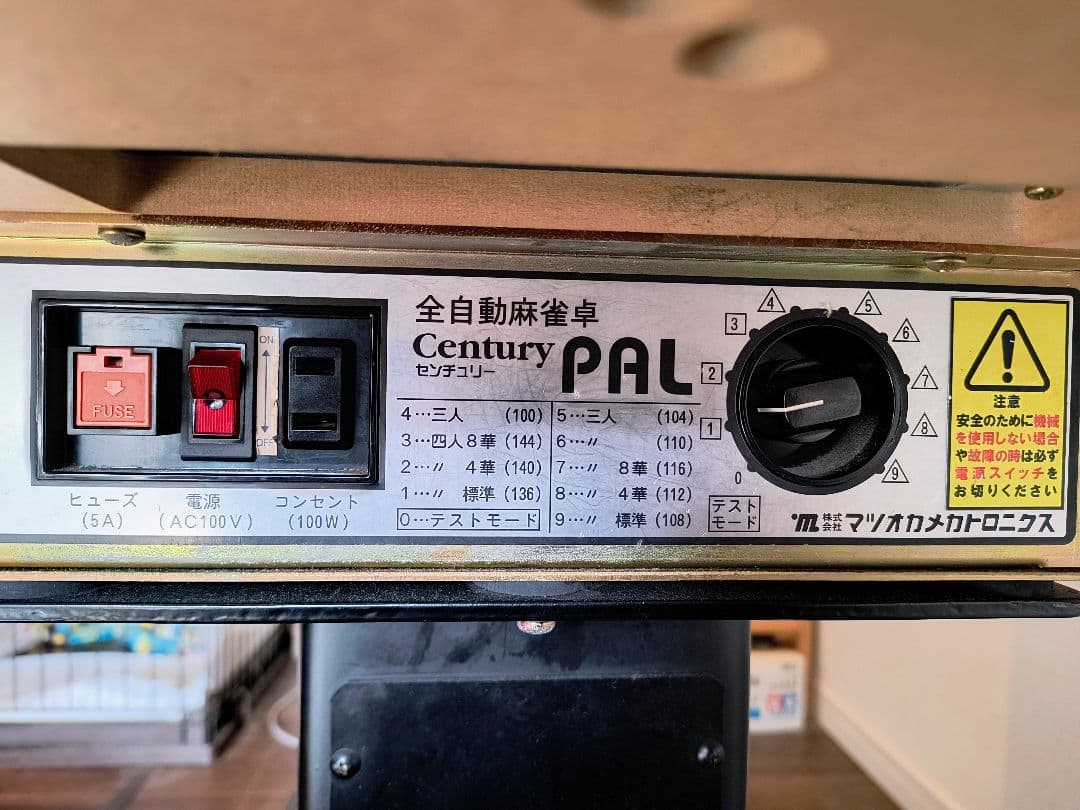 全自動麻雀卓
Century PAL
センチュリー
4…三人 (100)
3…四人8華 (144)
2…〃 4華 (140)
1…〃 標準 (136)
0…テストモード
5…三人 (104)
6…〃 (110)
7…〃 8華 (116)
8…〃 4華 (112)
9…〃 標準 (108)
FUSE
ON
OFF
ヒューズ
(5A)
電源
(AC100V)
コンセント
(100W)
0
1
2
3
4
5
6
7
8
9
テスト
モード
注意
安全のために機械
を使用しない場合
や故障の時は必ず
電源スイッチを
お切りください
株式会社マツオカメカトロニクス